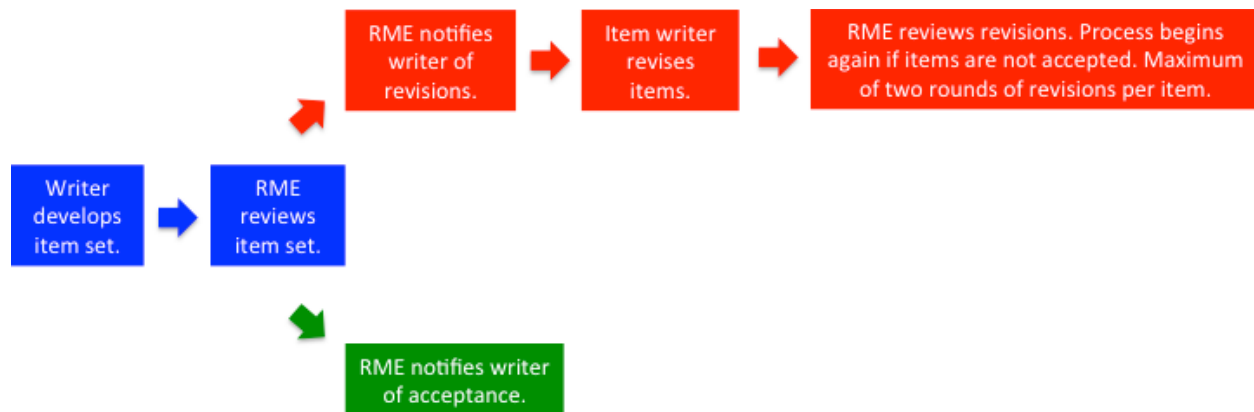 RME notifies
writer of
revisions.
Item writer
revises
items.
RME reviews revisions. Process begins
again if items are not accepted. Maximum
of two rounds of revisions per item.
Writer
develops
item set.
RME
reviews
item set.
RME notifies writer
of acceptance.